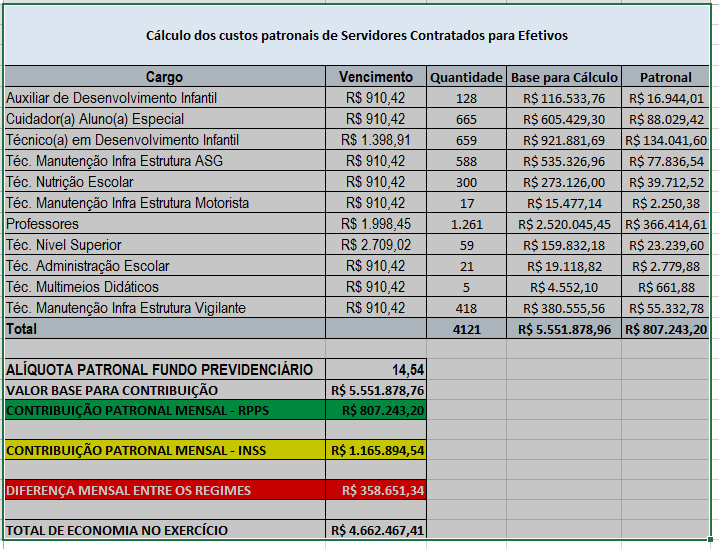 Cálculo dos custos patronais de Servidores Contratados para Efetivos
Cargo Vencimento Quantidade Base para Cálculo Patronal
Auxiliar de Desenvolvimento Infantil R$ 910,42 128 R$ 116.533,76 R$ 16.944,01
Cuidador(a) Aluno(a) Especial R$ 910,42 665 R$ 605.429,30 R$ 88.029,42
Técnico(a) em Desenvolvimento Infantil R$ 1.398,91 659 R$ 921.881,69 R$ 134.041,60
Téc. Manutenção Infra Estrutura ASG R$ 910,42 588 R$ 535.326,96 R$ 77.836,54
Téc. Nutrição Escolar R$ 910,42 300 R$ 273.126,00 R$ 39.712,52
Téc. Manutenção Infra Estrutura Motorista R$ 910,42 17 R$ 15.477,14 R$ 2.250,38
Professores R$ 1.998,45 1.261 R$ 2.520.045,45 R$ 366.414,61
Téc. Nivel Superior R$ 2.709,02 59 R$ 159.832,18 R$ 23.239,60
Téc. Administração Escolar R$ 910,42 21 R$ 19.118,82 R$ 2.779,88
Téc. Multimeios Didáticos R$ 910,42 5 R$ 4.552,10 R$ 661,88
Téc. Manutenção Infra Estrutura Vigilante R$ 910,42 418 R$ 380.555,56 R$ 55.332,78
Total 4121 R$ 5.551.878,96 R$ 807.243,20
ALÍQUOTA PATRONAL FUNDO PREVIDENCIÁRIO 14,54
VALOR BASE PARA CONTRIBUIÇÃO R$ 5.551.878,76
CONTRIBUIÇÃO PATRONAL MENSAL - RPPS R$ 807.243,20
CONTRIBUIÇÃO PATRONAL MENSAL - INSS R$ 1.165.894,54
DIFERENÇA MENSAL ENTRE OS REGIMES R$ 358.651,34
TOTAL DE ECONOMIA NO EXERCÍCIO R$ 4.662.467,41